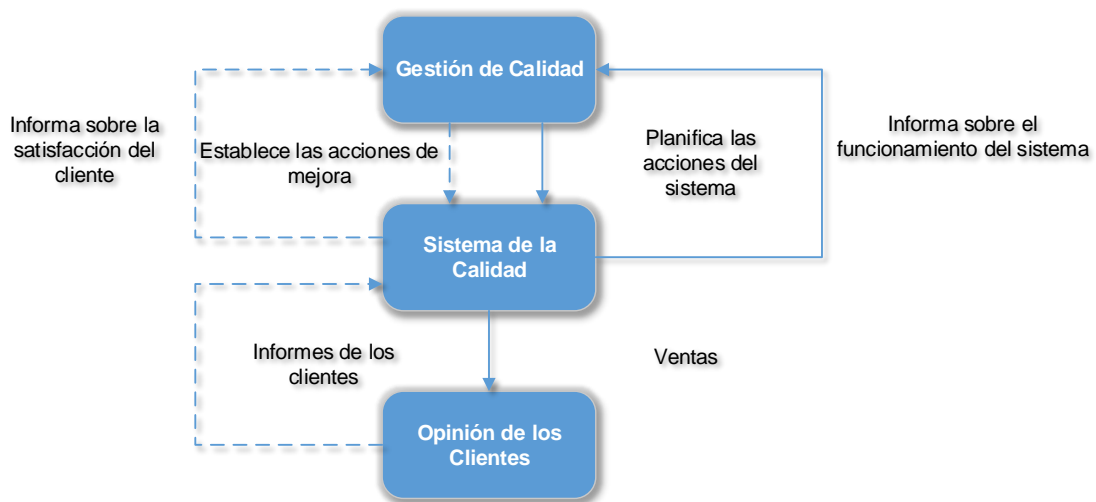 Gestión de Calidad
Informa sobre la
satisfacción del
cliente
Establece las acciones de
mejora
Planifica las
acciones del
sistema
Informa sobre el
funcionamiento del sistema
Sistema de la
Calidad
Informes de los
clientes
Ventas
Opinión de los
Clientes